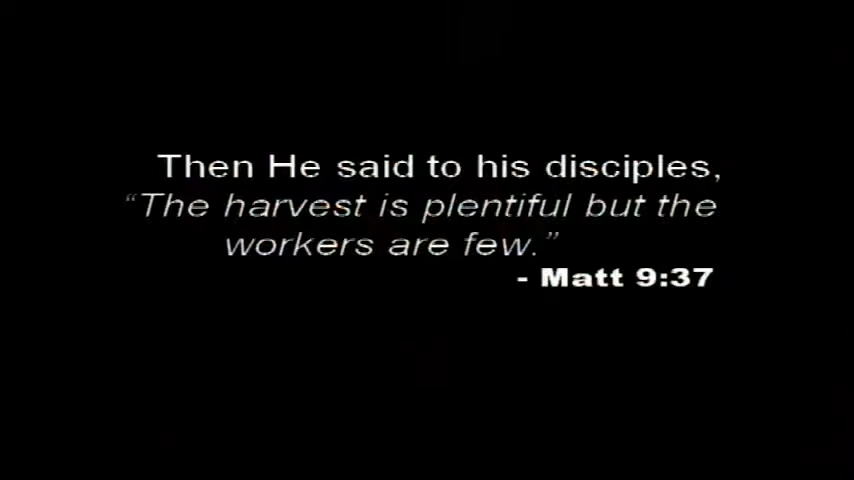 Then He said to his disciples,
“The harvest is plentiful but the
workers are few.”
- Matt 9:37